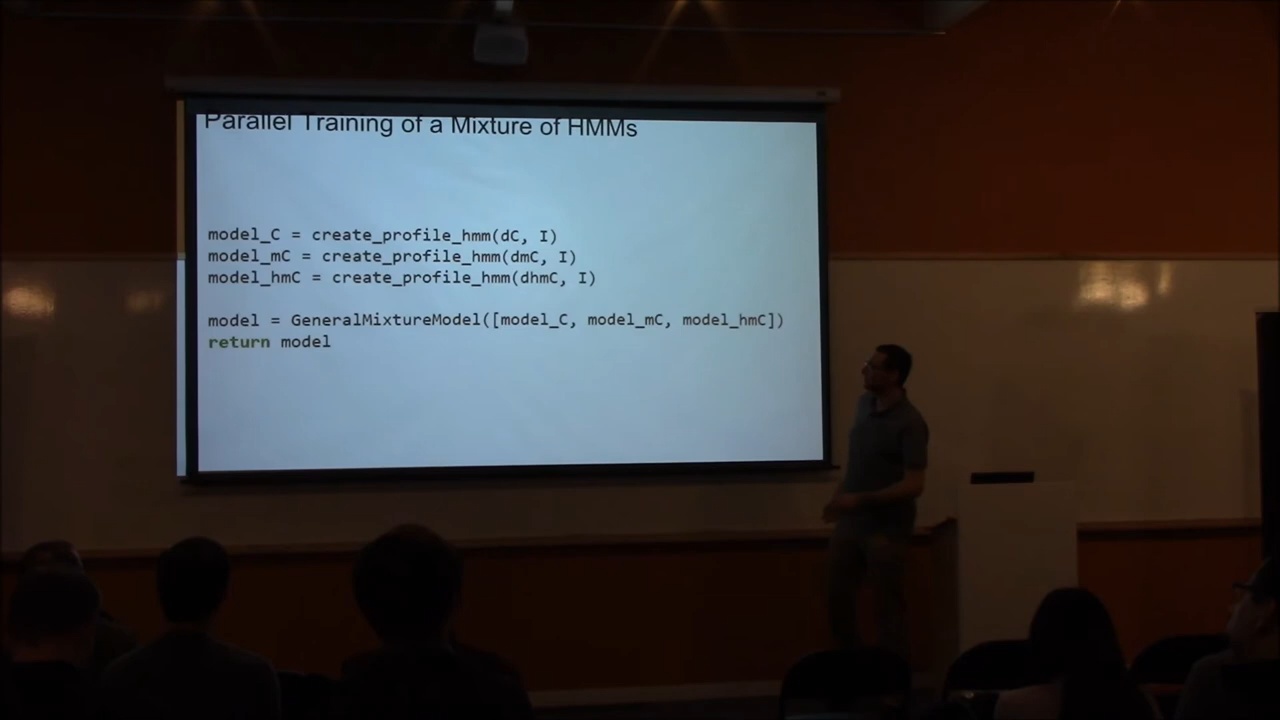 Parallel Training of a Mixture of HMMs
model_C = create_profile_hmm(dC, I)
model_mC = create_profile_hmm(dmC, I)
model_hmC = create_profile_hmm(dhmC, I)
model = GeneralMixtureModel([model_C, model_mC, model_hmC])
return model